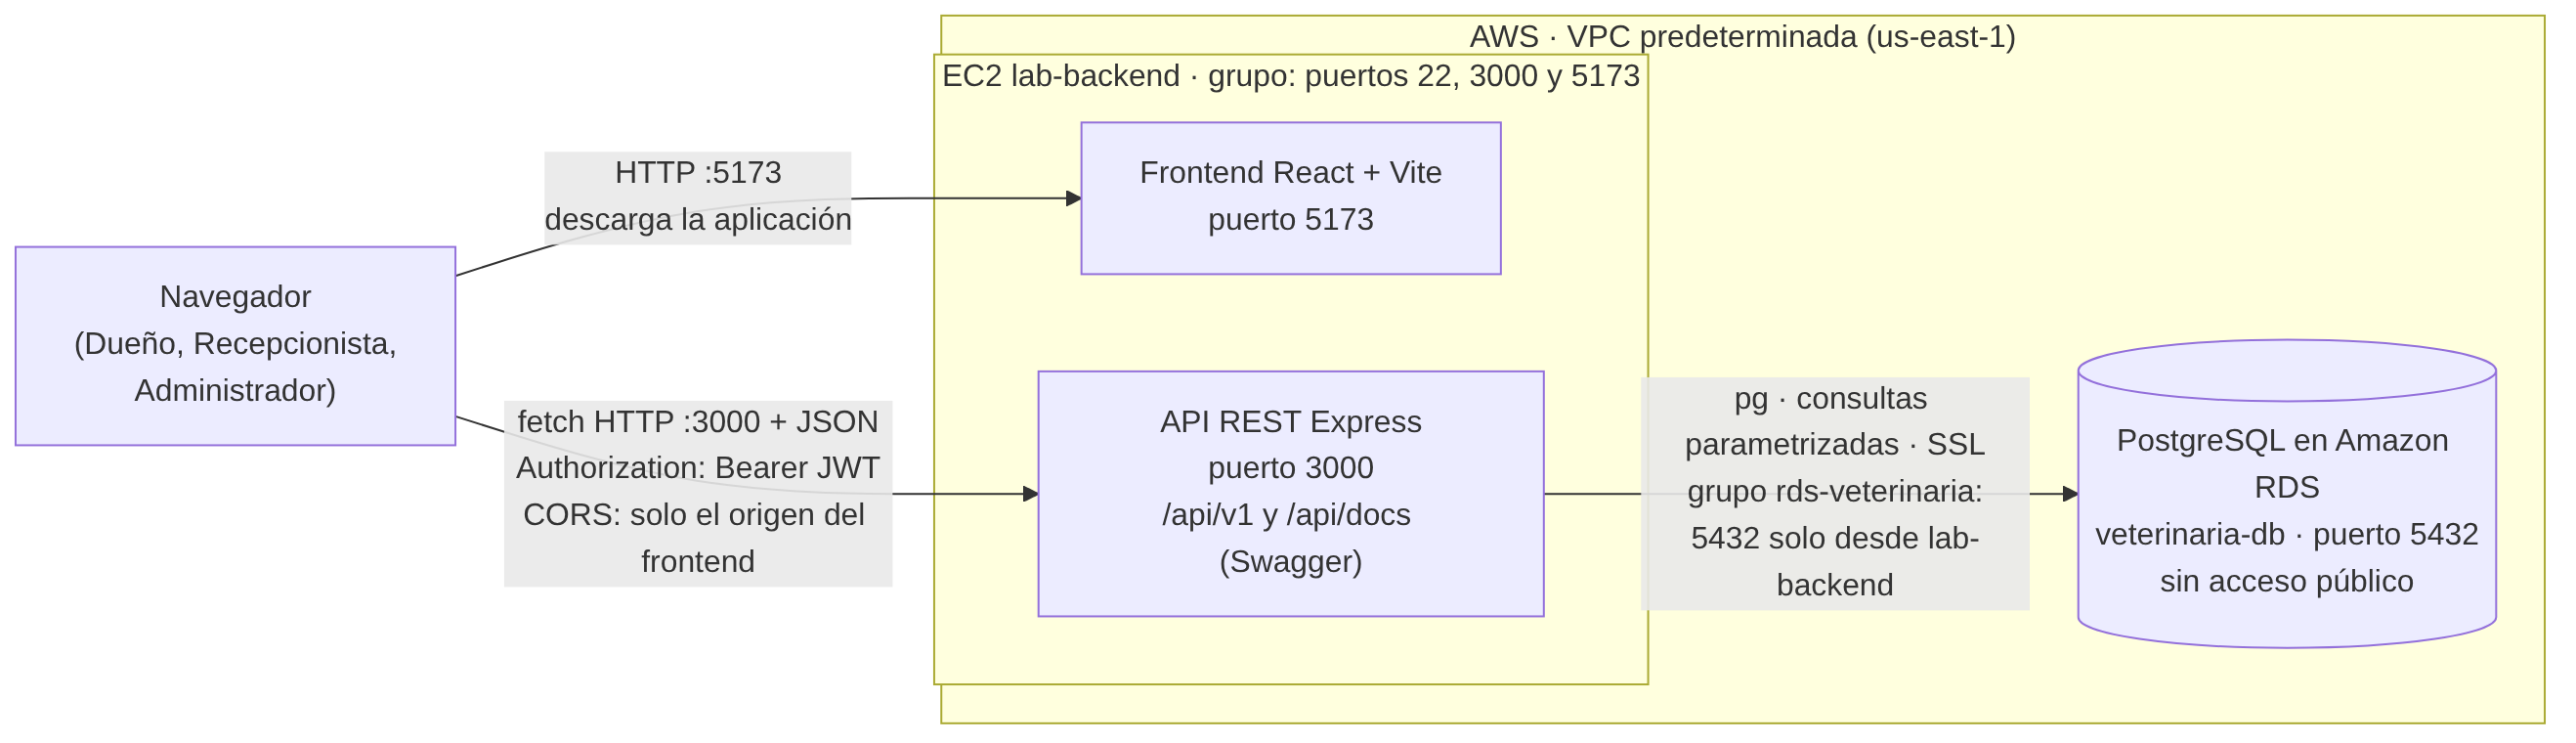 AWS · VPC predeterminada (us-east-1)
EC2 lab-backend · grupo: puertos 22, 3000 y 5173
HTTP :5173
descarga la aplicación
Frontend React + Vite
puerto 5173
Navegador
(Dueño, Recepcionista,
Administrador)
fetch HTTP :3000 + JSON
Authorization: Bearer JWT
CORS: solo el origen del
frontend
API REST Express
puerto 3000
/api/v1 y /api/docs
(Swagger)
pg · consultas
parametrizadas · SSL
grupo rds-veterinaria:
5432 solo desde lab-
backend
PostgreSQL en Amazon
RDS
veterinaria-db · puerto 5432
sin acceso público